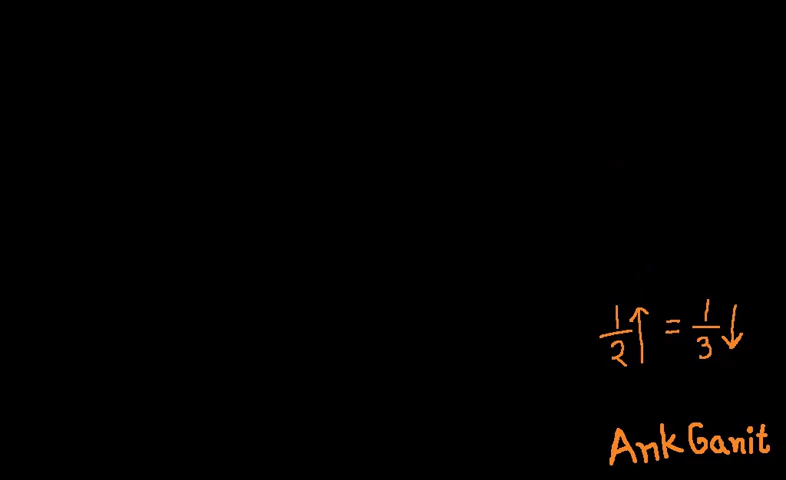 1/2↑ = 1/3↓
AnkGanit